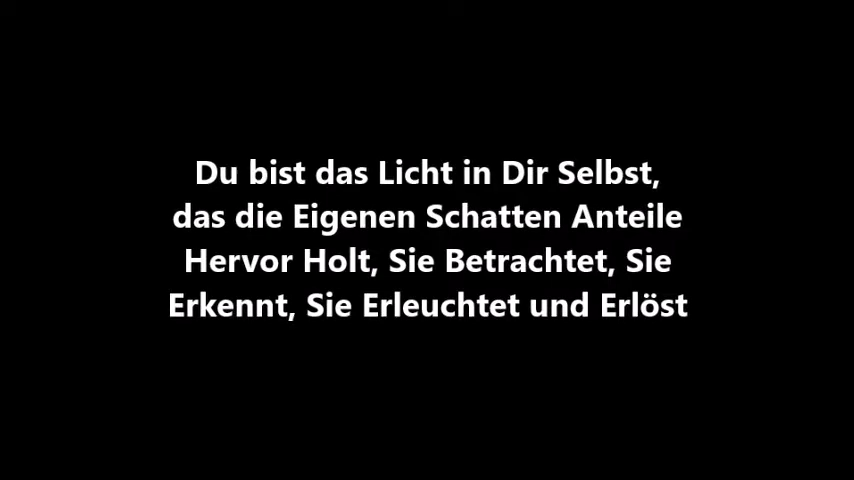 Du bist das Licht in Dir Selbst,
das die Eigenen Schatten Anteile
Hervor Holt, Sie Betrachtet, Sie
Erkennt, Sie Erleuchtet und Erlöst